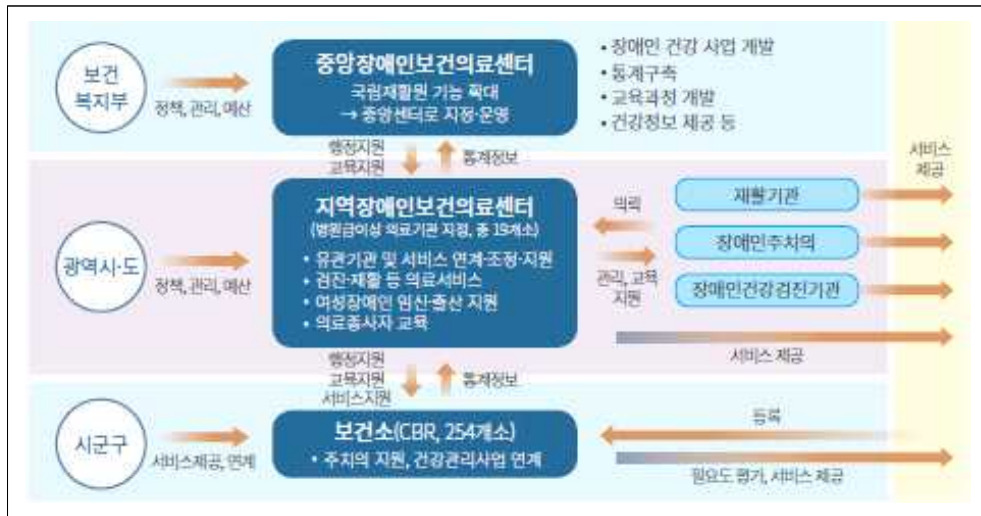 보건
복지부
정책, 관리, 예산
중앙장애인보건의료센터
국립재활원 기능 확대
→ 중앙센터로 지정·운영
• 장애인 건강 사업 개발
• 통계구축
• 교육과정 개발
• 건강정보 제공 등
행정지원
교육지원
통계정보
서비스
제공
광역시·도
정책, 관리, 예산
지역장애인보건의료센터
(병원급이상 의료기관 지정, 총 19개소)
• 유관기관 및 서비스 연계·조정·지원
• 검진·재활 등 의료서비스
• 여성장애인 임신·출산 지원
• 의료종사자 교육
의뢰
관리, 교육
지원
재활기관
장애인주치의
장애인건강검진기관
서비스 제공
행정지원
교육지원
서비스지원
통계정보
시군구
서비스제공, 연계
보건소(CBR, 254개소)
• 주치의 지원, 건강관리사업 연계
등록
필요도 평가, 서비스 제공